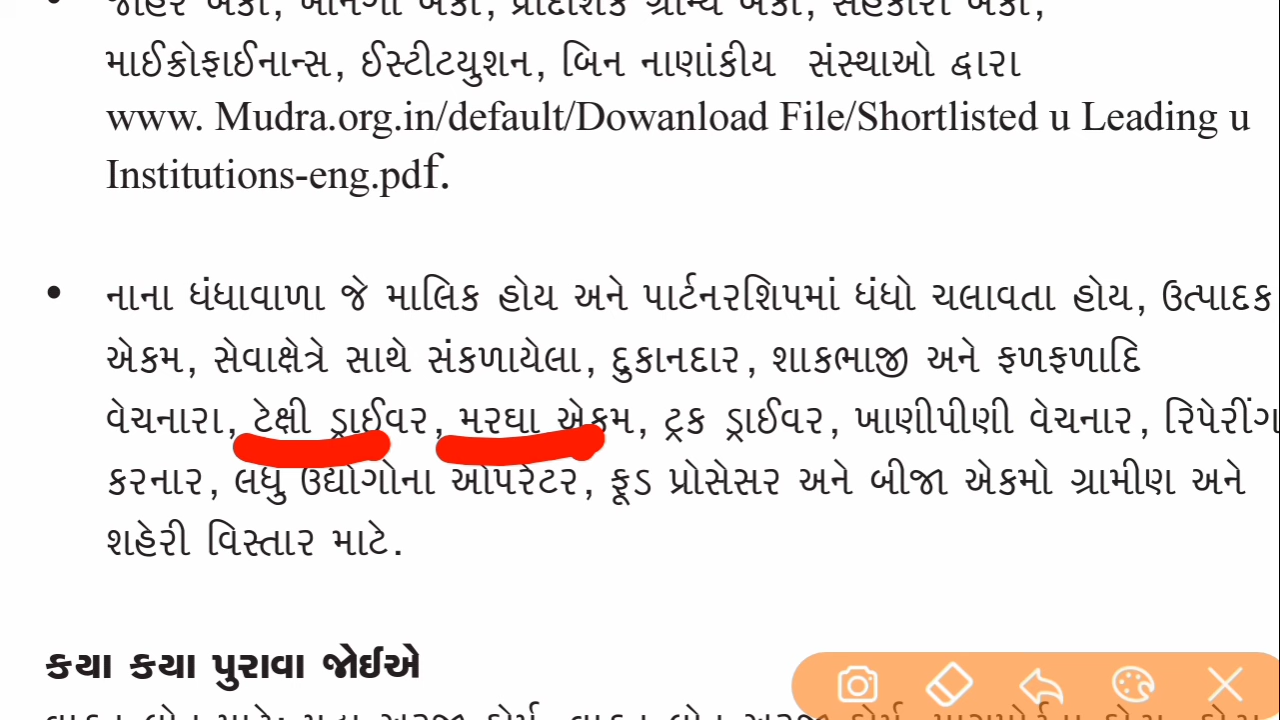 જાહેર બેંકો, ખાનગી બેંકો, પ્રાદેશિક ગ્રામ્ય બેંકો, સહકારી બેંકો,
માઈક્રોફાઈનાન્સ, ઈસ્ટીટયુશન, બિન નાણાંકીય સંસ્થાઓ દ્વારા
www. Mudra.org.in/default/Dowanload File/Shortlisted u Leading u
Institutions-eng.pdf.
• નાના ધંધાવાળા જે માલિક હોય અને પાર્ટનરશિપમાં ધંધો ચલાવતા હોય, ઉત્પાદક
એકમ, સેવાક્ષેત્રે સાથે સંકળાયેલા, દુકાનદાર, શાકભાજી અને ફળફળાદિ
વેચનારા, ટેક્ષી ડ્રાઈવર, મરઘા એકમ, ટ્રક ડ્રાઈવર, ખાણીપીણી વેચનાર, રિપેરીંગ
કરનાર, લઘુ ઉદ્યોગોના ઓપરેટર, ફૂડ પ્રોસેસર અને બીજા એકમો ગ્રામીણ અને
શહેરી વિસ્તાર માટે.
કયા કયા પુરાવા જોઈએ